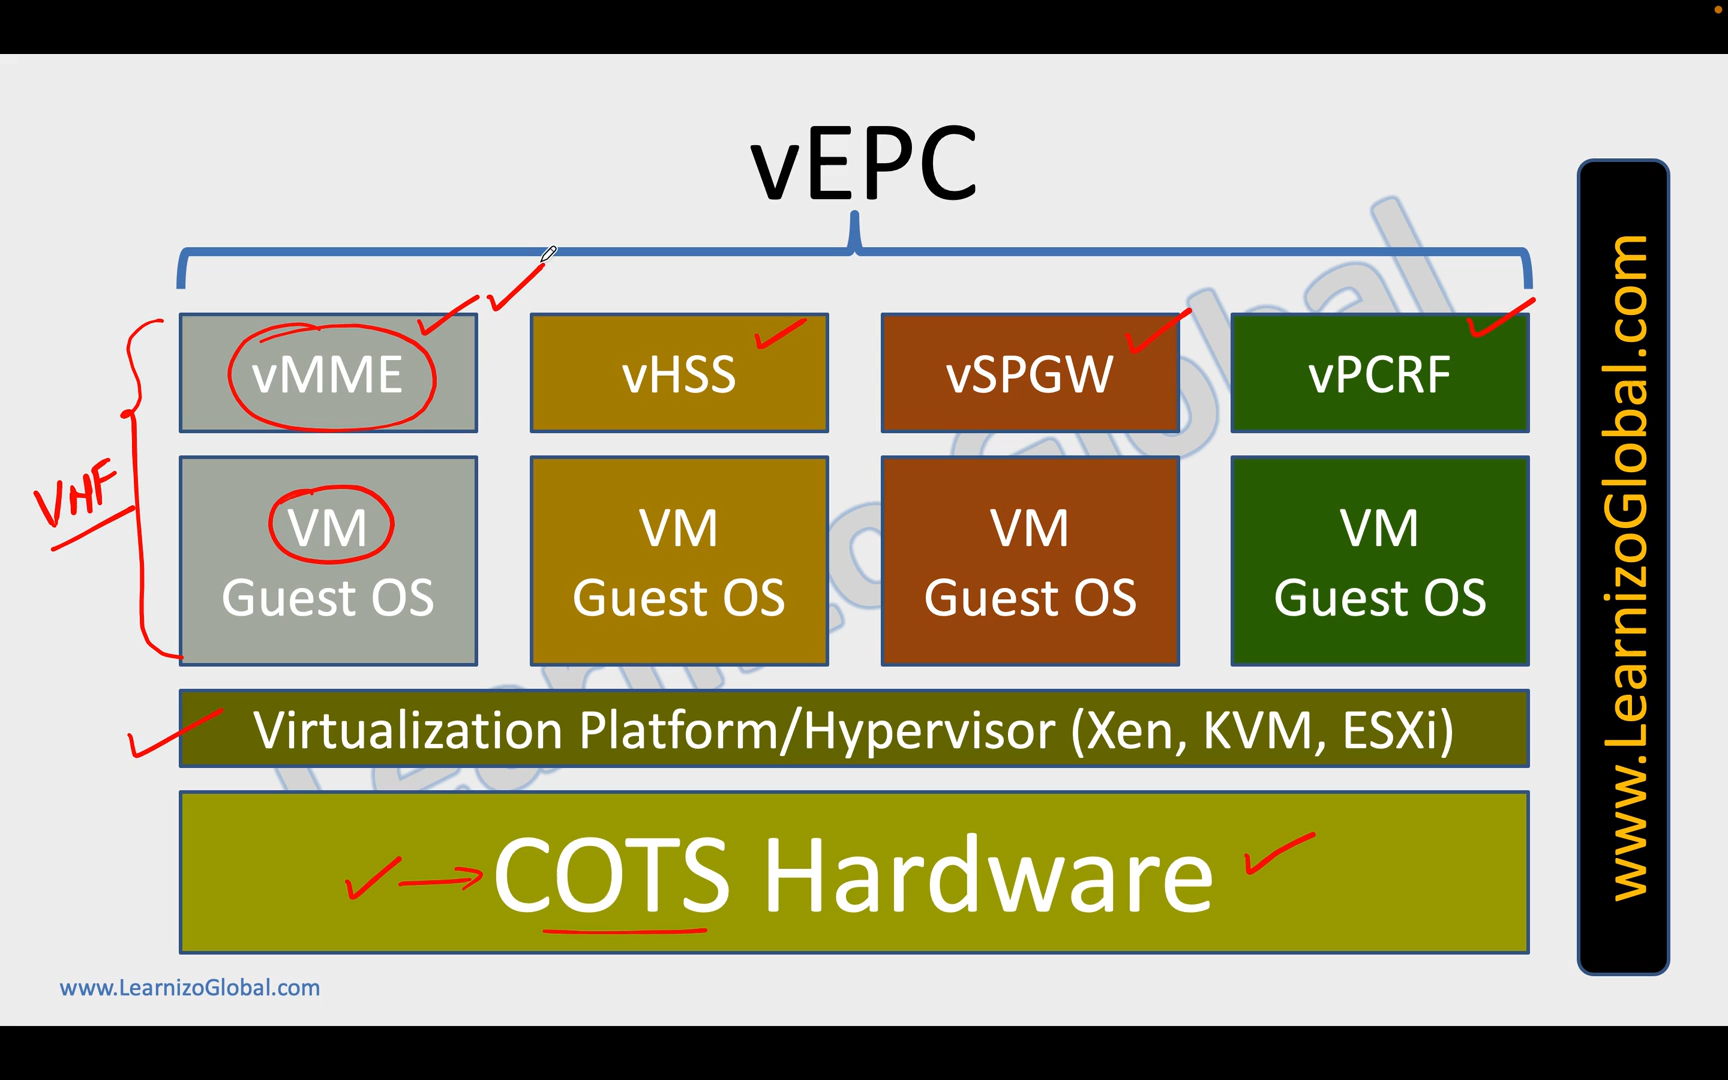 vEPC
vMME
vHSS
vSPGW
vPCRF
VNF
VM
Guest OS
VM
Guest OS
VM
Guest OS
VM
Guest OS
Virtualization Platform/Hypervisor (Xen, KVM, ESXi)
COTS Hardware
www.LearnizoGlobal.com
www.LearnizoGlobal.com
LearnizoGlobal